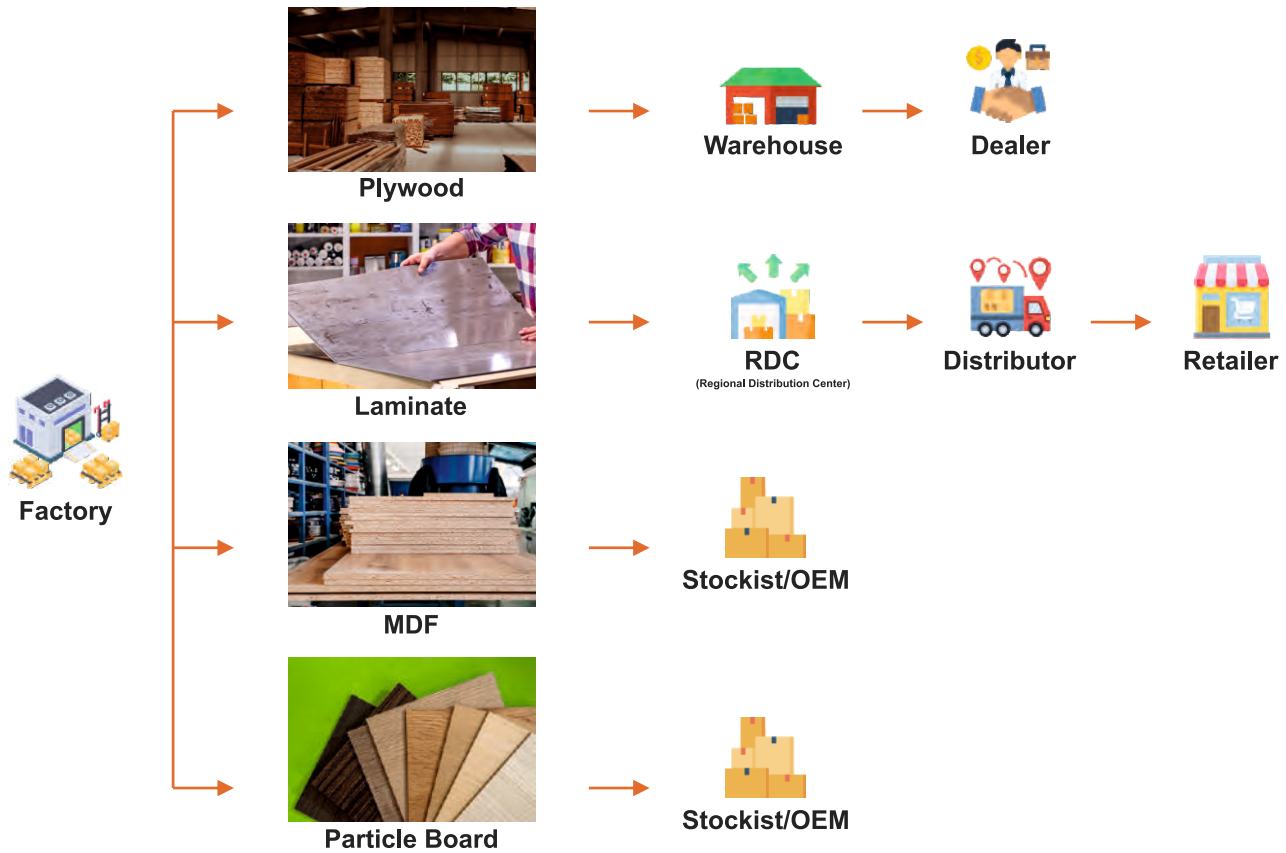 Plywood
Warehouse
Dealer
Laminate
RDC
(Regional Distribution Center)
Distributor
Retailer
Factory
MDF
Stockist/OEM
Particle Board
Stockist/OEM